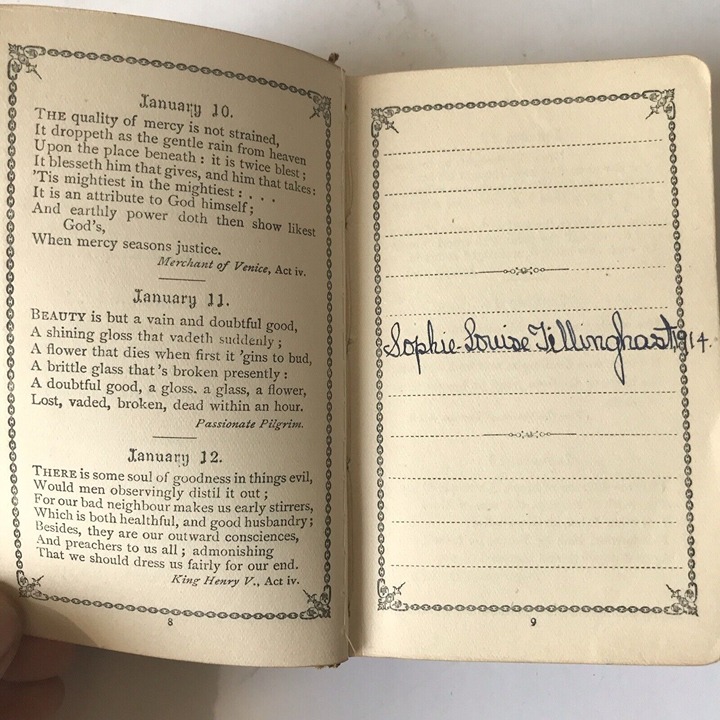 January 10.
THE quality of mercy is not strained,
It droppeth as the gentle rain from heaven
Upon the place beneath: it is twice blest;
It blesseth him that gives, and him that takes:
'Tis mightiest in the mightiest: . . .
It is an attribute to God himself;
And earthly power doth then show likest
God's,
When mercy seasons justice.
Merchant of Venice, Act iv.
January 11.
BEAUTY is but a vain and doubtful good,
A shining gloss that vadeth suddenly;
A flower that dies when first it 'gins to bud,
A brittle glass that's broken presently:
A doubtful good, a gloss. a glass, a flower,
Lost, vaded, broken, dead within an hour.
Passionate Pilgrim.
January 12.
THERE is some soul of goodness in things evil,
Would men observingly distil it out;
For our bad neighbour makes us early stirrers,
Which is both healthful, and good husbandry;
Besides, they are our outward consciences,
And preachers to us all; admonishing
That we should dress us fairly for our end.
King Henry V., Act iv.
8
Sophie Louise Tillinghast 1914.
9